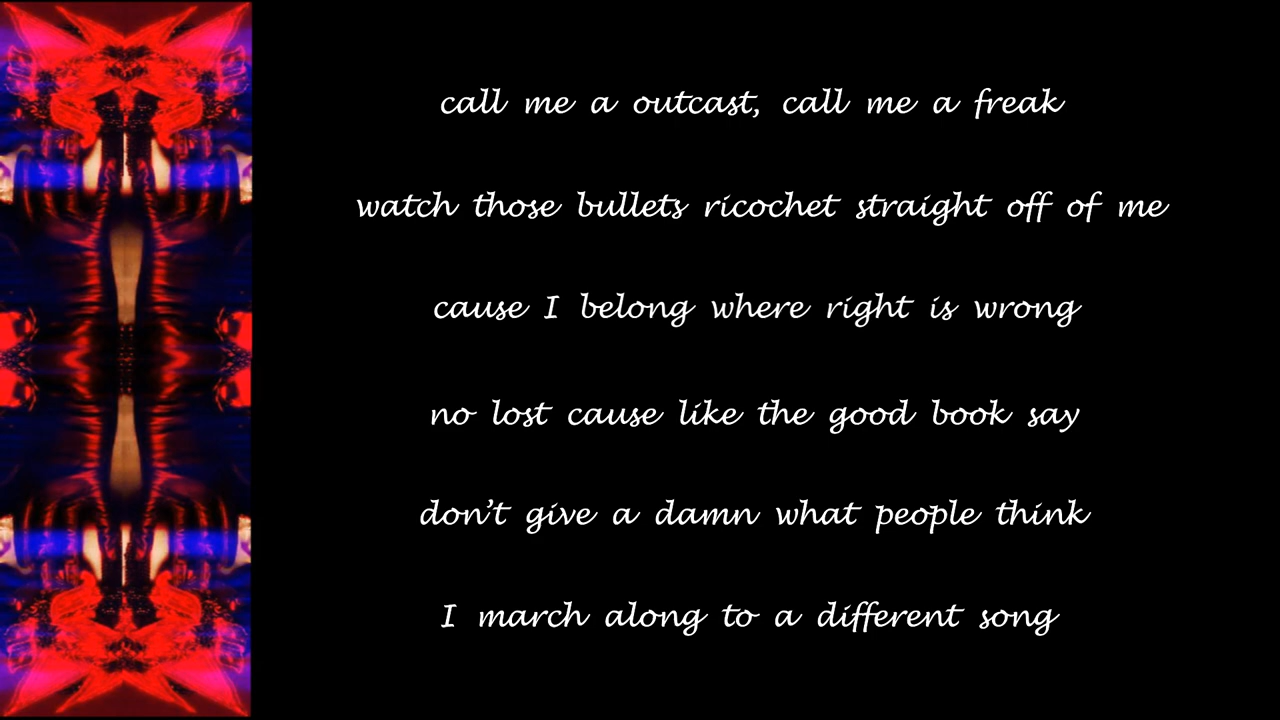 call me a outcast, call me a freak
watch those bullets ricochet straight off of me
cause I belong where right is wrong
no lost cause like the good book say
don't give a damn what people think
I march along to a different song